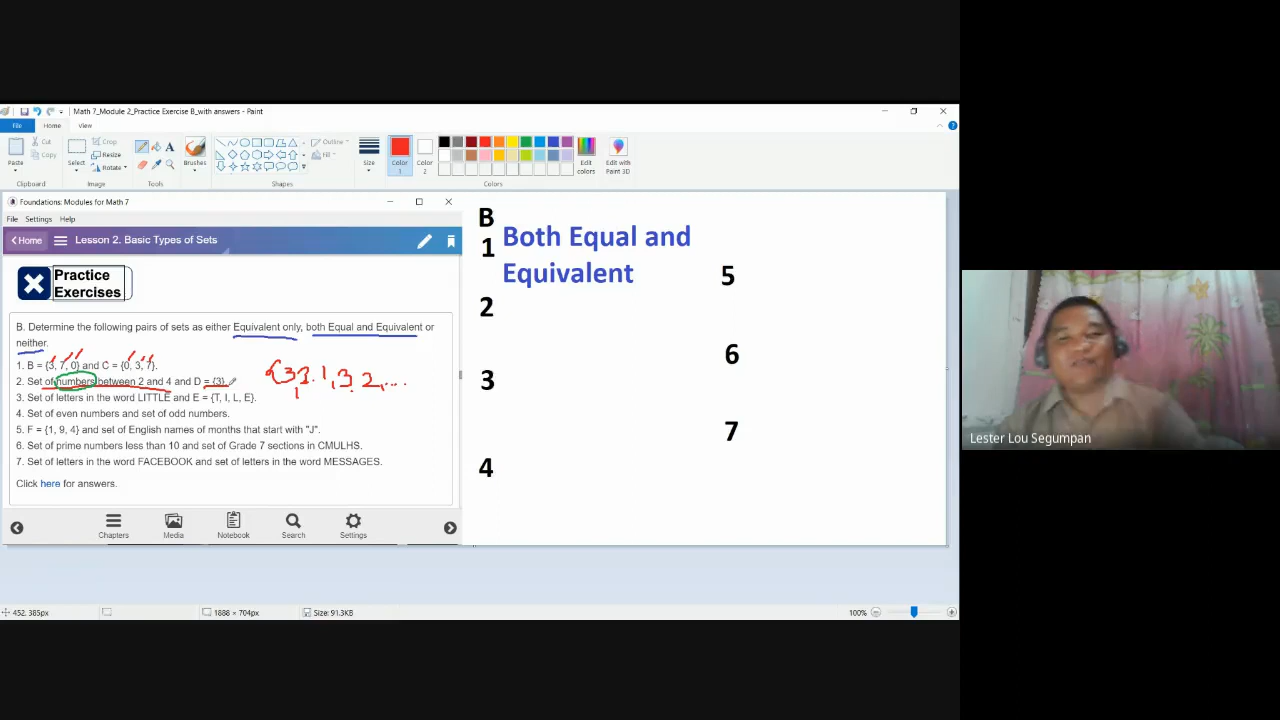 Math 7_Module 2_Practice Exercise B_with answers - Paint
File Home View
Paste
Cut
Copy
Clipboard
Select
Crop
Resize
Rotate
Image
A
Tools
Brushes
Outline
Fill
Shapes
Size
Color 1
Color 2
Edit colors
Edit with Paint 3D
Colors
Foundations: Modules for Math 7
File Settings Help
Home
Lesson 2. Basic Types of Sets
Practice
Exercises
B. Determine the following pairs of sets as either Equivalent only, both Equal and Equivalent or
neither.
1. B = {3, 7, 0} and C = {0, 3, 7}.
2. Set of numbers between 2 and 4 and D = {3}.
3. Set of letters in the word LITTLE and E = {T, I, L, E}.
4. Set of even numbers and set of odd numbers.
5. F = {1, 9, 4} and set of English names of months that start with "J".
6. Set of prime numbers less than 10 and set of Grade 7 sections in CMULHS.
7. Set of letters in the word FACEBOOK and set of letters in the word MESSAGES.
Click here for answers.
Chapters Media Notebook Search Settings
B
1 Both Equal and
Equivalent
2
3
4
5
6
7
Lester Lou Segumpan
452, 385px
1888 × 704px
Size: 91.3KB
100%